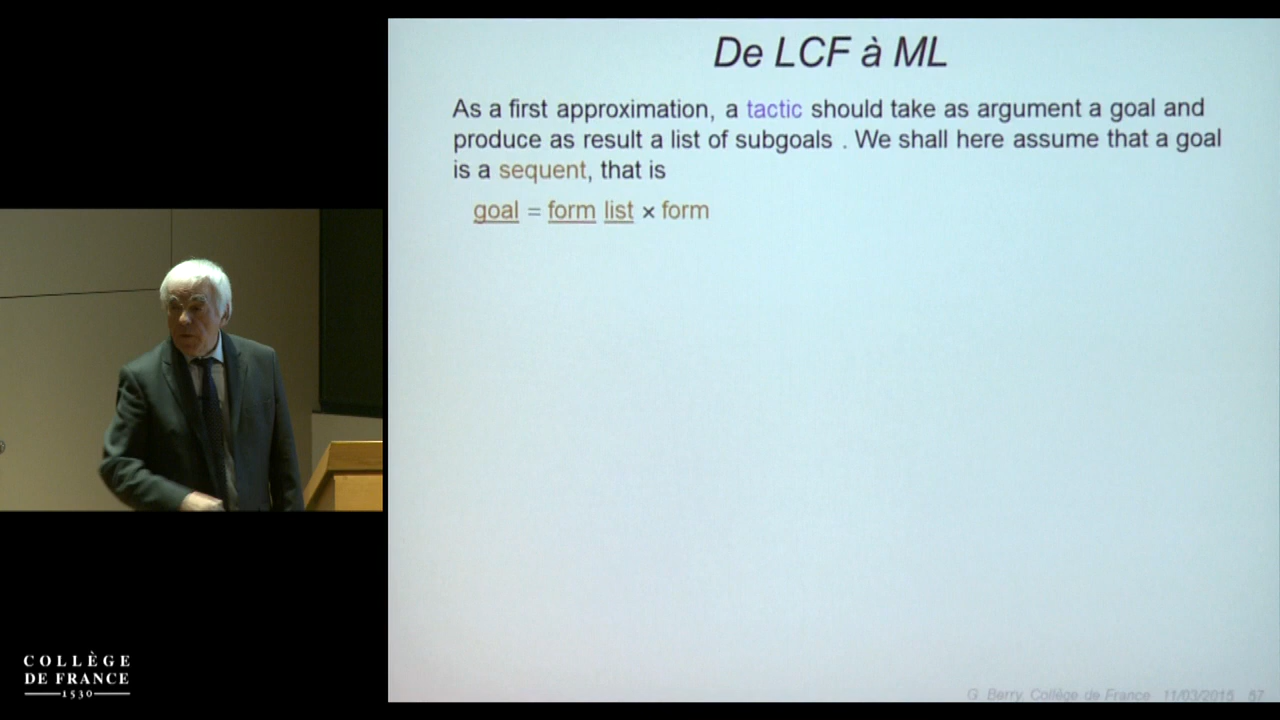 De LCF à ML
As a first approximation, a tactic should take as argument a goal and
produce as result a list of subgoals . We shall here assume that a goal
is a sequent, that is
goal = form list × form
COLLÈGE
DE FRANCE
1530
G. Berry, Collège de France 11/03/2015 57